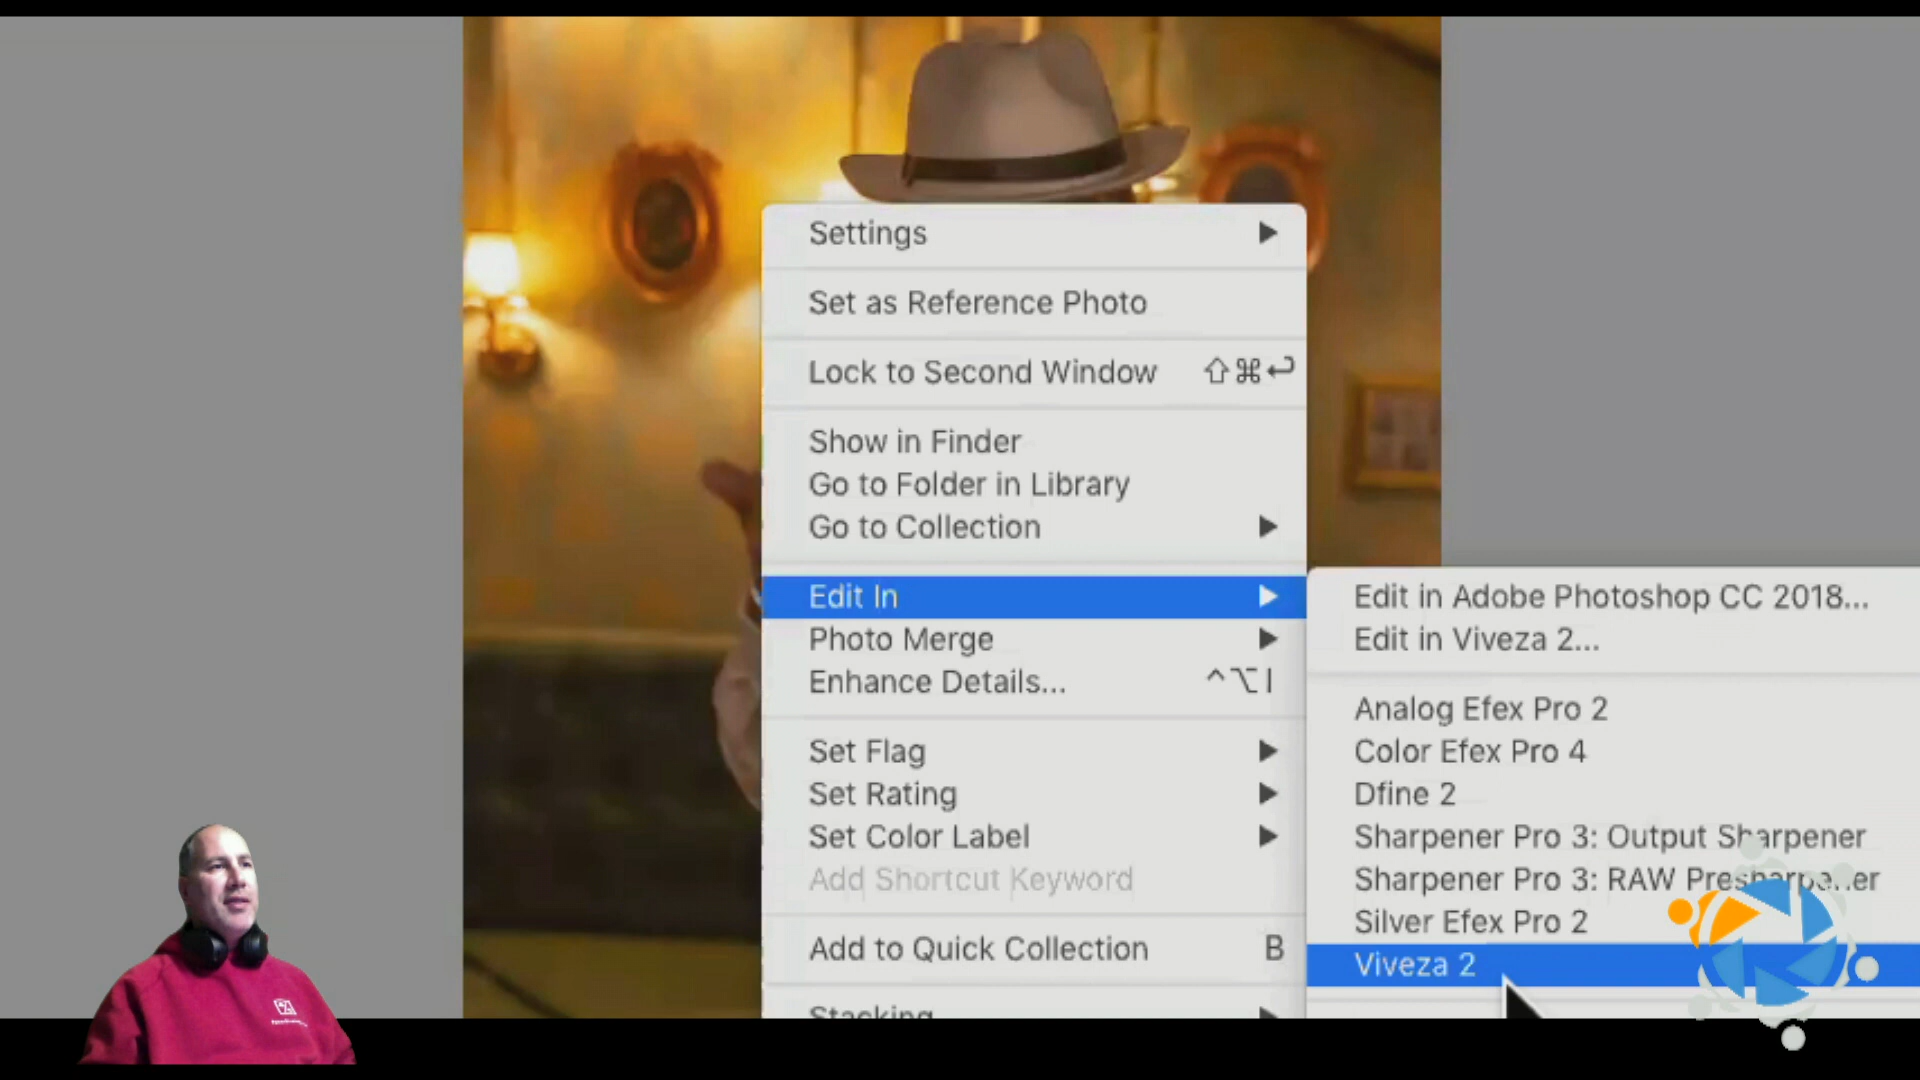 Settings
Set as Reference Photo
Lock to Second Window ⇧⌘↩
Show in Finder
Go to Folder in Library
Go to Collection
Edit In
Photo Merge
Enhance Details... ^⌥I
Set Flag
Set Rating
Set Color Label
Add Shortcut Keyword
Add to Quick Collection B
Stacking
Edit in Adobe Photoshop CC 2018...
Edit in Viveza 2...
Analog Efex Pro 2
Color Efex Pro 4
Dfine 2
Sharpener Pro 3: Output Sharpener
Sharpener Pro 3: RAW Presharpener
Silver Efex Pro 2
Viveza 2